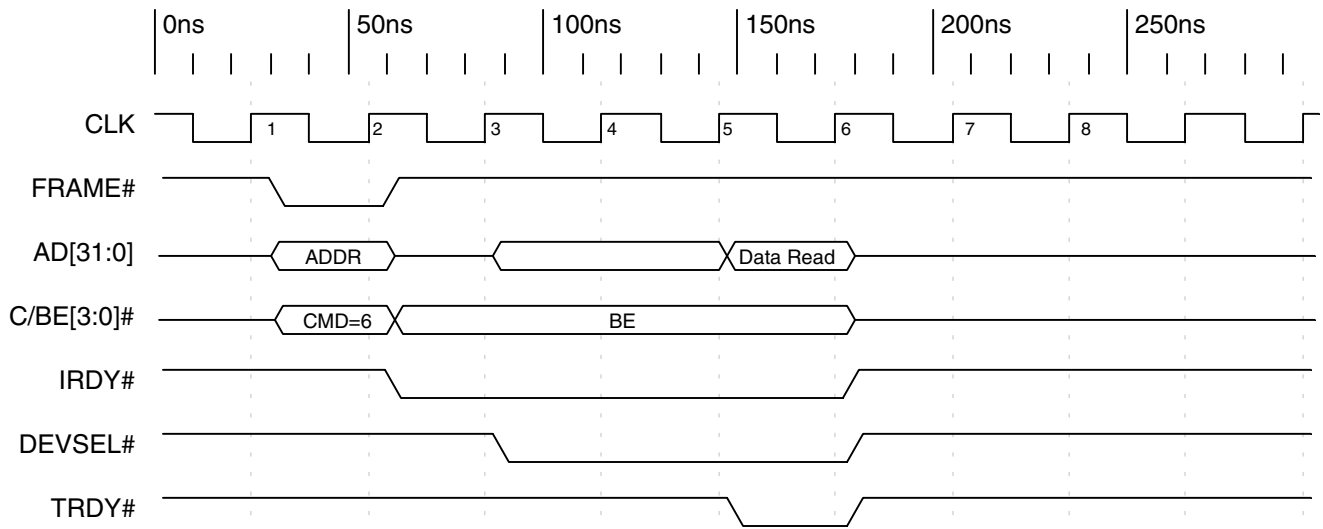 0ns 50ns 100ns 150ns 200ns 250ns
CLK 1 2 3 4 5 6 7 8
FRAME#
AD[31:0] ADDR Data Read
C/BE[3:0]# CMD=6 BE
IRDY#
DEVSEL#
TRDY#